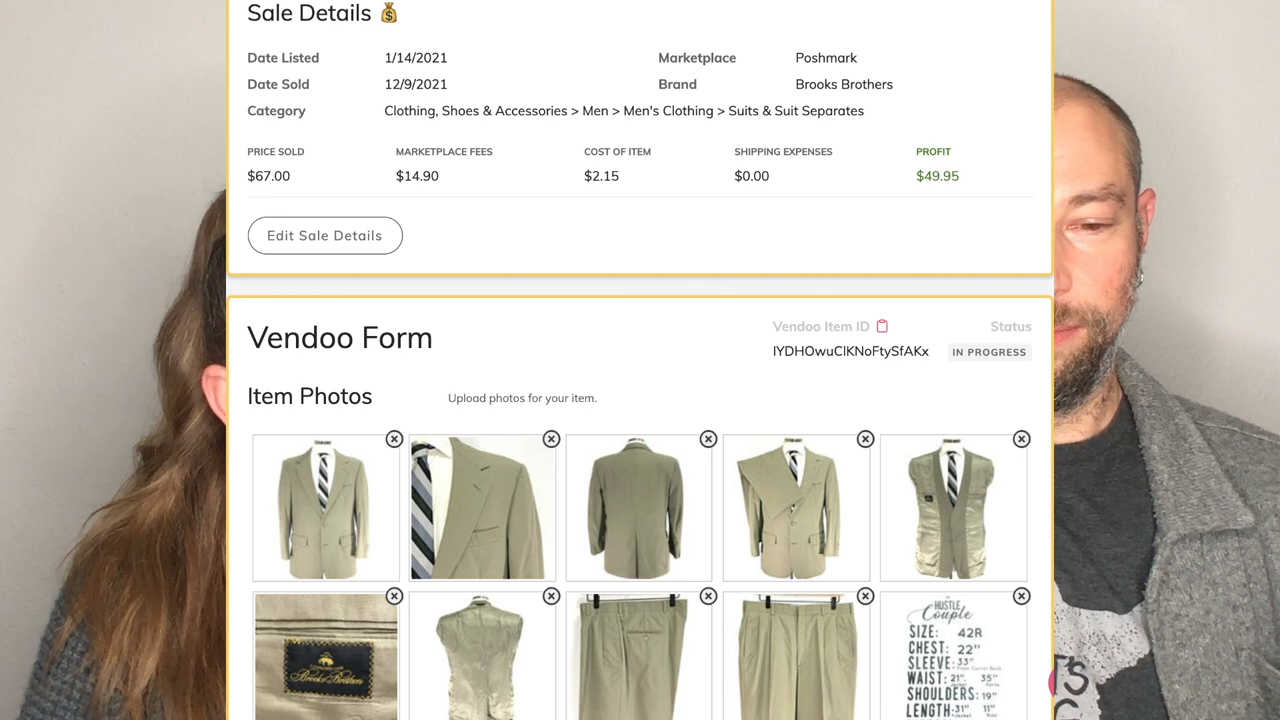 Sale Details
Date Listed 1/14/2021 Marketplace Poshmark
Date Sold 12/9/2021 Brand Brooks Brothers
Category Clothing, Shoes & Accessories > Men > Men's Clothing > Suits & Suit Separates
PRICE SOLD MARKETPLACE FEES COST OF ITEM SHIPPING EXPENSES PROFIT
$67.00 $14.90 $2.15 $0.00 $49.95
Edit Sale Details
Vendoo Form
Vendoo Item ID Status
IN PROGRESS
Item Photos Upload photos for your item.
Brooks Brothers
HUSTLE
Couple
SIZE: 42R
CHEST: 22"
SLEEVE: 33"
WAIST: 21" 35"
SHOULDERS: 19"
LENGTH: 31" 11"